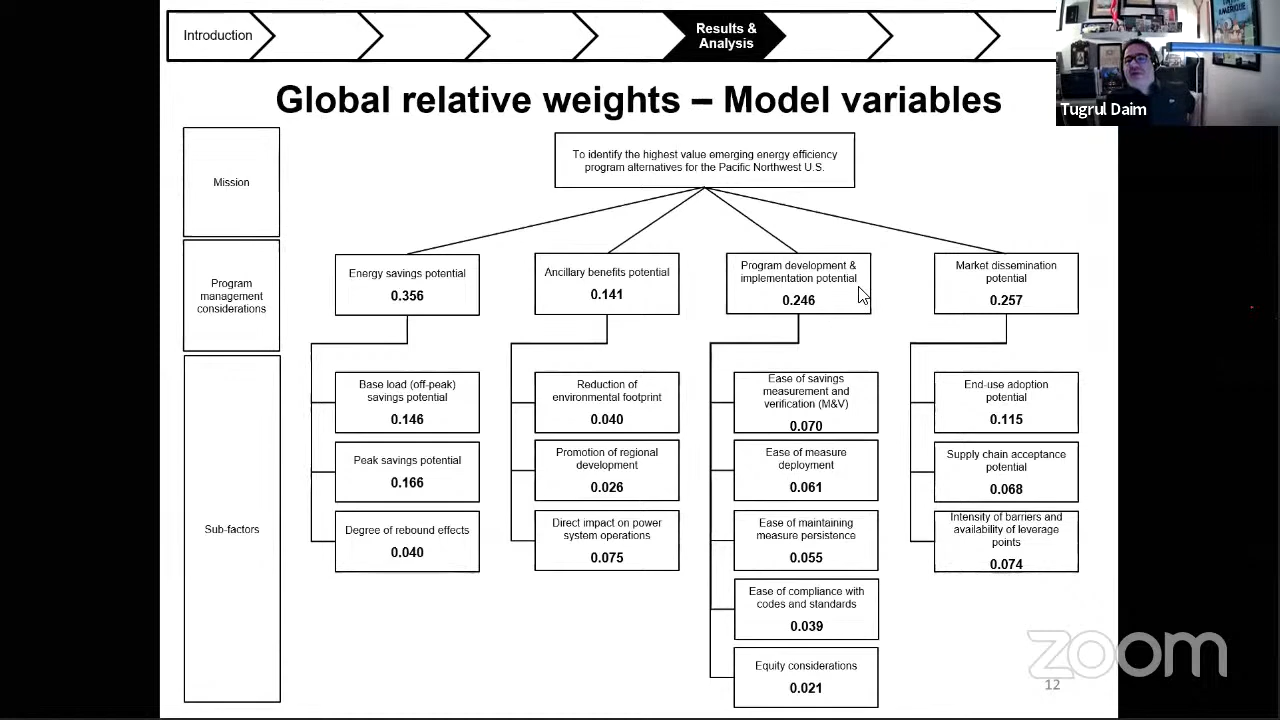 Introduction
Results &
Analysis
Tugrul Daim
Global relative weights – Model variables
Mission
To identify the highest value emerging energy efficiency
program alternatives for the Pacific Northwest U.S.
Program
management
considerations
Energy savings potential
0.356
Ancillary benefits potential
0.141
Program development &
implementation potential
0.246
Market dissemination
potential
0.257
Sub-factors
Base load (off-peak)
savings potential
0.146
Peak savings potential
0.166
Degree of rebound effects
0.040
Reduction of
environmental footprint
0.040
Promotion of regional
development
0.026
Direct impact on power
system operations
0.075
Ease of savings
measurement and
verification (M&V)
0.070
Ease of measure
deployment
0.061
Ease of maintaining
measure persistence
0.055
Ease of compliance with
codes and standards
0.039
Equity considerations
0.021
End-use adoption
potential
0.115
Supply chain acceptance
potential
0.068
Intensity of barriers and
availability of leverage
points
0.074
zoom
12